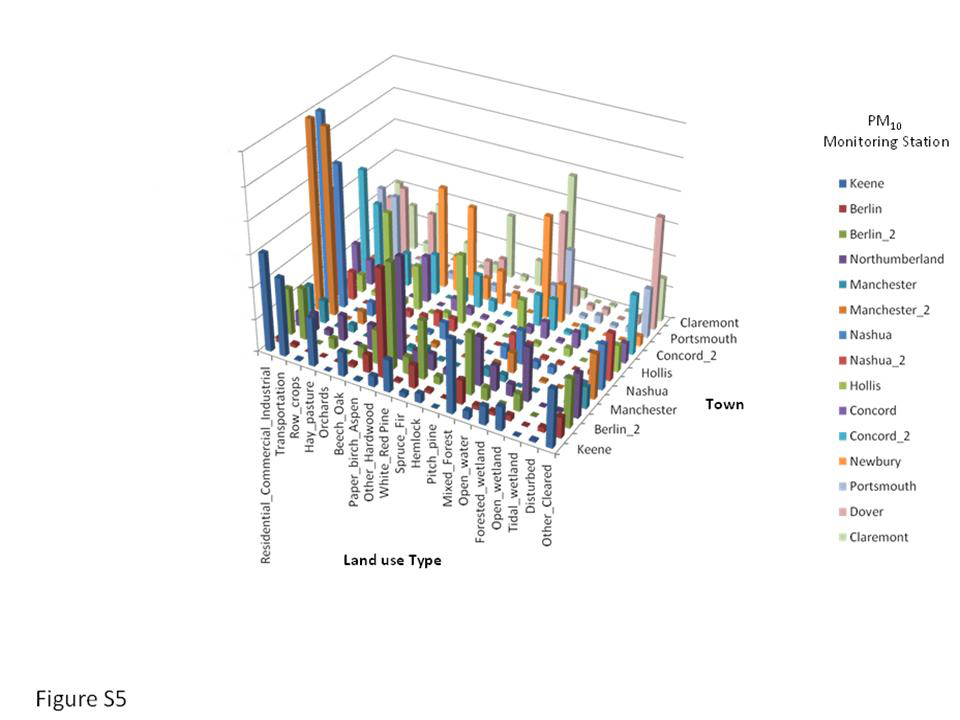 PM10
Monitoring Station
Keene
Berlin
Berlin_2
Northumberland
Manchester
Manchester_2
Nashua
Nashua_2
Hollis
Concord
Concord_2
Newbury
Portsmouth
Dover
Claremont
Claremont
Portsmouth
Concord_2
Hollis
Nashua
Manchester
Berlin_2
Keene
Town
Residential_Commercial_Industrial
Transportation
Row_crops
Hay_pasture
Orchards
Beech_Oak
Paper_birch_Aspen
Other_Hardwood
White_Red Pine
Spruce_Fir
Hemlock
Pitch_pine
Mixed_Forest
Open_water
Forested_wetland
Open_wetland
Tidal_wetland
Disturbed
Other_Cleared
Land use Type
Figure S5